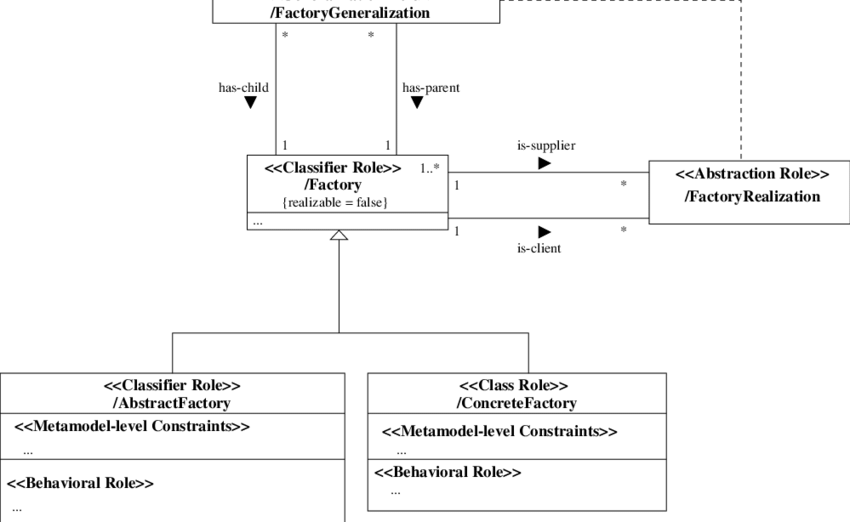 /FactoryGeneralization
* *
has-child has-parent
1 1
<<Classifier Role>> 1..*
/Factory
{realizable = false}
...
is-supplier
1 *
1 *
is-client
<<Abstraction Role>>
/FactoryRealization
<<Classifier Role>>
/AbstractFactory
<<Metamodel-level Constraints>>
...
<<Behavioral Role>>
...
<<Class Role>>
/ConcreteFactory
<<Metamodel-level Constraints>>
...
<<Behavioral Role>>
...